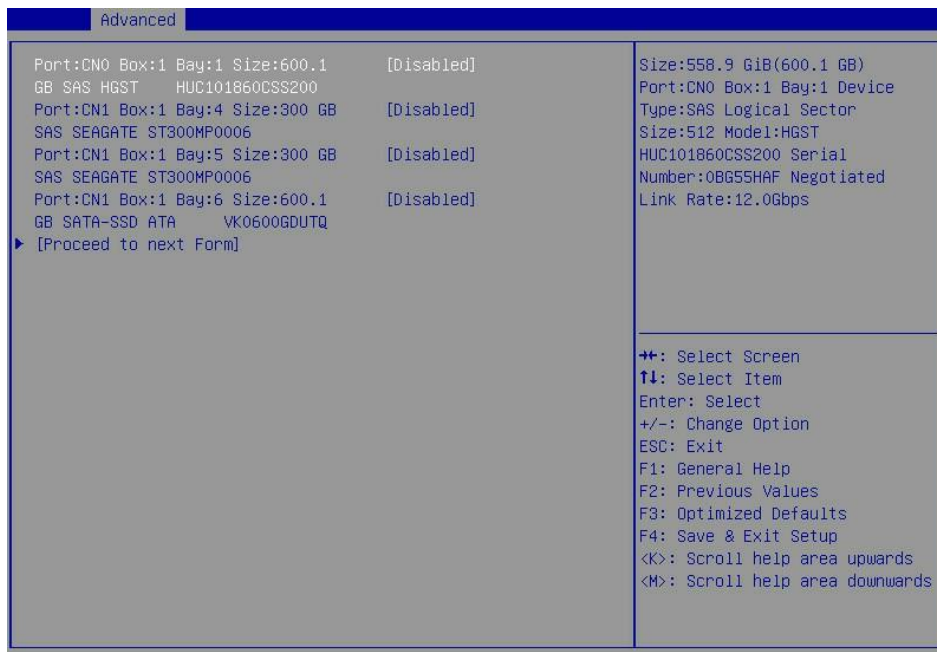 Advanced
Port:CN0 Box:1 Bay:1 Size:600.1 [Disabled]
GB SAS HGST HUC101860CSS200
Port:CN1 Box:1 Bay:4 Size:300 GB [Disabled]
SAS SEAGATE ST300MP0006
Port:CN1 Box:1 Bay:5 Size:300 GB [Disabled]
SAS SEAGATE ST300MP0006
Port:CN1 Box:1 Bay:6 Size:600.1 [Disabled]
GB SATA-SSD ATA VK0600GDUTQ
[Proceed to next Form]
Size:558.9 GiB(600.1 GB)
Port:CN0 Box:1 Bay:1 Device
Type:SAS Logical Sector
Size:512 Model:HGST
HUC101860CSS200 Serial
Number:0BG55HAF Negotiated
Link Rate:12.0Gbps
→←: Select Screen
↑↓: Select Item
Enter: Select
+/-: Change Option
ESC: Exit
F1: General Help
F2: Previous Values
F3: Optimized Defaults
F4: Save & Exit Setup
<K>: Scroll help area upwards
<M>: Scroll help area downwards